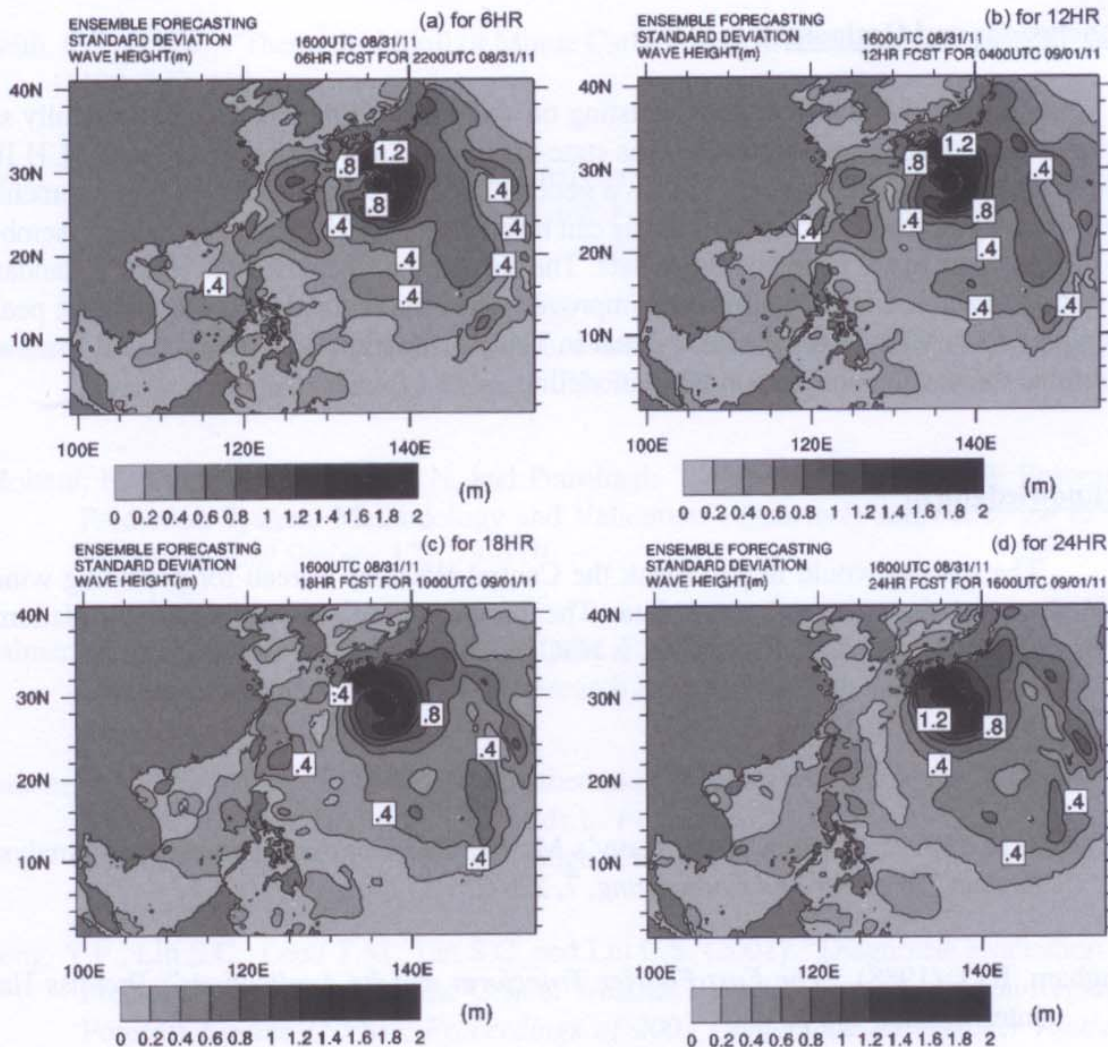 (a) for 6HR
ENSEMBLE FORECASTING
STANDARD DEVIATION 1600UTC 08/31/11
WAVE HEIGHT(m) 06HR FCST FOR 2200UTC 08/31/11
40N
30N
20N
10N
.8 1.2
.8
.4
.4
.4
.4
.4
.4
.4
100E 120E 140E
(m)
0 0.2 0.4 0.6 0.8 1 1.2 1.4 1.6 1.8 2
(b) for 12HR
ENSEMBLE FORECASTING
STANDARD DEVIATION 1600UTC 08/31/11
WAVE HEIGHT(m) 12HR FCST FOR 0400UTC 09/01/11
40N
30N
20N
10N
.8 1.2
.4
.4 .4 .8
.4
.4 .4
100E 120E 140E
(m)
0 0.2 0.4 0.6 0.8 1 1.2 1.4 1.6 1.8 2
(c) for 18HR
ENSEMBLE FORECASTING
STANDARD DEVIATION 1600UTC 08/31/11
WAVE HEIGHT(m) 18HR FCST FOR 1000UTC 09/01/11
40N
30N
20N
10N
.4 .8
.4
.4
.4
.4
100E 120E 140E
(m)
0 0.2 0.4 0.6 0.8 1 1.2 1.4 1.6 1.8 2
(d) for 24HR
ENSEMBLE FORECASTING
STANDARD DEVIATION 1600UTC 08/31/11
WAVE HEIGHT(m) 24HR FCST FOR 1600UTC 09/01/11
40N
30N
20N
10N
1.2 .8
.4
.4
.4
100E 120E 140E
(m)
0 0.2 0.4 0.6 0.8 1 1.2 1.4 1.6 1.8 2